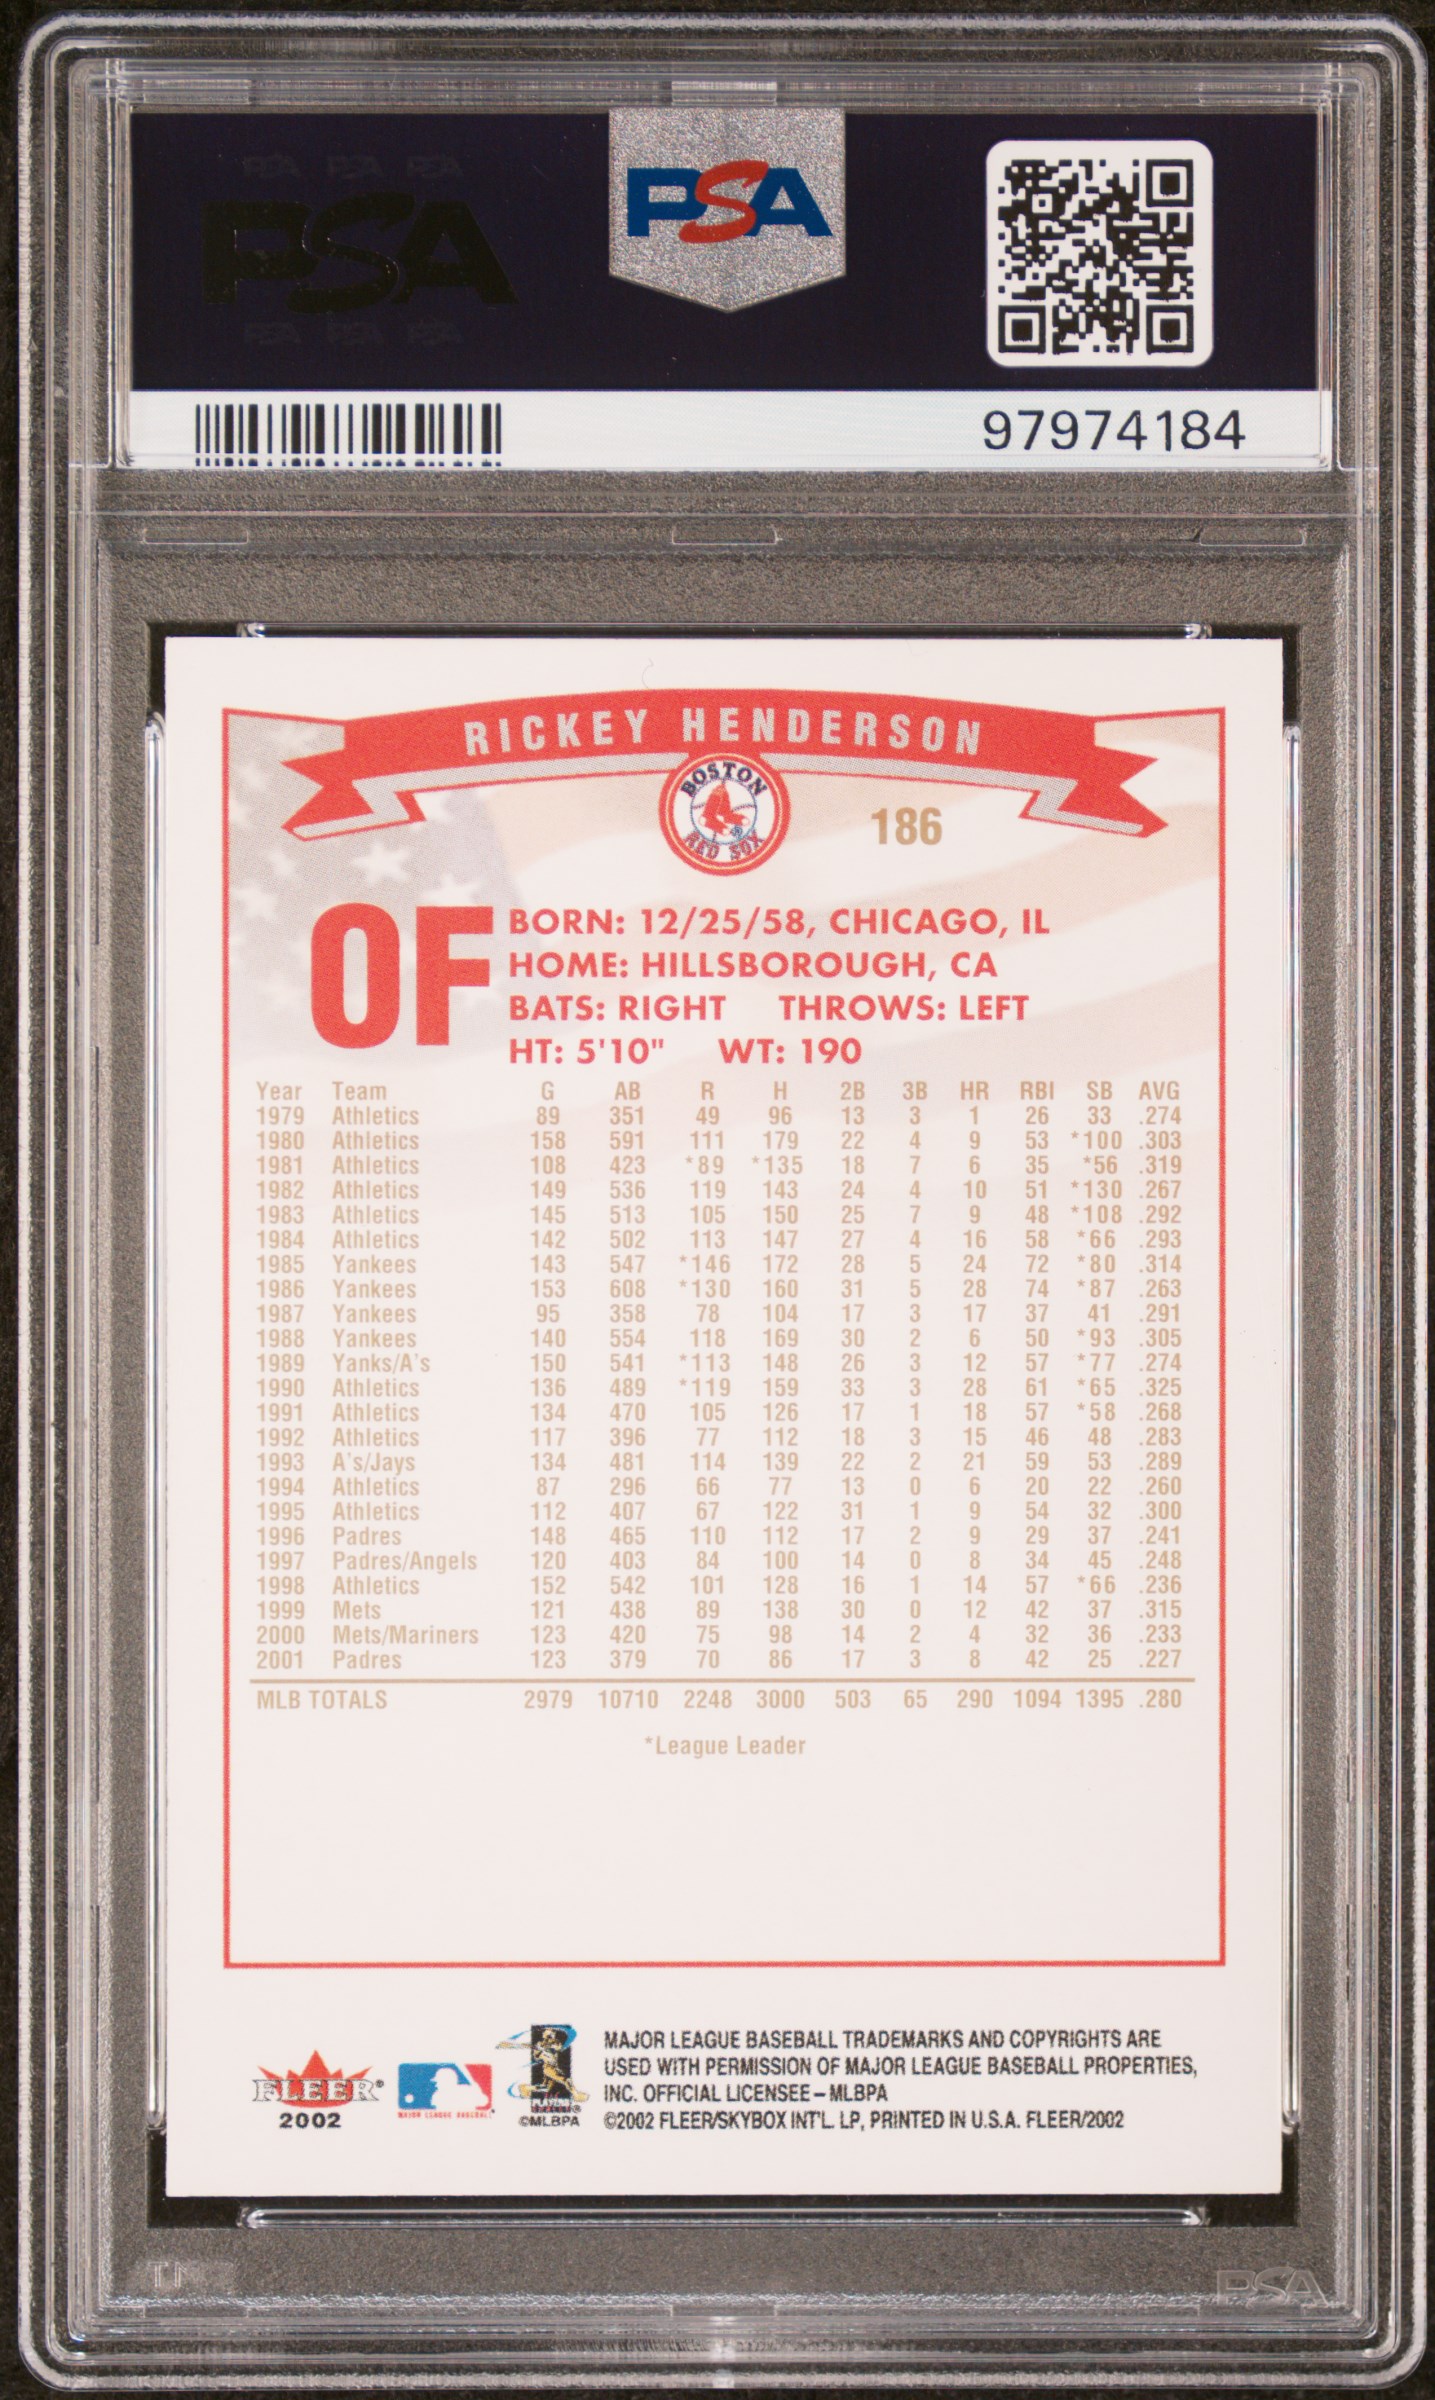 PSA PSA PSA
PSA
PSA PSA PSA
PSA
97974184
RICKEY HENDERSON
BOSTON
RED SOX
186
OF
BORN: 12/25/58, CHICAGO, IL
HOME: HILLSBOROUGH, CA
BATS: RIGHT THROWS: LEFT
HT: 5'10" WT: 190
Year Team G AB R H 2B 3B HR RBI SB AVG
1979 Athletics 89 351 49 96 13 3 1 26 33 .274
1980 Athletics 158 591 111 179 22 4 9 53 *100 .303
1981 Athletics 108 423 *89 *135 18 7 6 35 *56 .319
1982 Athletics 149 536 119 143 24 4 10 51 *130 .267
1983 Athletics 145 513 105 150 25 7 9 48 *108 .292
1984 Athletics 142 502 113 147 27 4 16 58 *66 .293
1985 Yankees 143 547 *146 172 28 5 24 72 *80 .314
1986 Yankees 153 608 *130 160 31 5 28 74 *87 .263
1987 Yankees 95 358 78 104 17 3 17 37 41 .291
1988 Yankees 140 554 118 169 30 2 6 50 *93 .305
1989 Yanks/A's 150 541 *113 148 26 3 12 57 *77 .274
1990 Athletics 136 489 *119 159 33 3 28 61 *65 .325
1991 Athletics 134 470 105 126 17 1 18 57 *58 .268
1992 Athletics 117 396 77 112 18 3 15 46 48 .283
1993 A's/Jays 134 481 114 139 22 2 21 59 53 .289
1994 Athletics 87 296 66 77 13 0 6 20 22 .260
1995 Athletics 112 407 67 122 31 1 9 54 32 .300
1996 Padres 148 465 110 112 17 2 9 29 37 .241
1997 Padres/Angels 120 403 84 100 14 0 8 34 45 .248
1998 Athletics 152 542 101 128 16 1 14 57 *66 .236
1999 Mets 121 438 89 138 30 0 12 42 37 .315
2000 Mets/Mariners 123 420 75 98 14 2 4 32 36 .233
2001 Padres 123 379 70 86 17 3 8 42 25 .227
MLB TOTALS 2979 10710 2248 3000 503 65 290 1094 1395 .280
*League Leader
FLEER®
2002
MAJOR LEAGUE BASEBALL
PLAYERS
©MLBPA
MAJOR LEAGUE BASEBALL TRADEMARKS AND COPYRIGHTS ARE
USED WITH PERMISSION OF MAJOR LEAGUE BASEBALL PROPERTIES,
INC. OFFICIAL LICENSEE – MLBPA
©2002 FLEER/SKYBOX INT'L. LP, PRINTED IN U.S.A. FLEER/2002
PSA